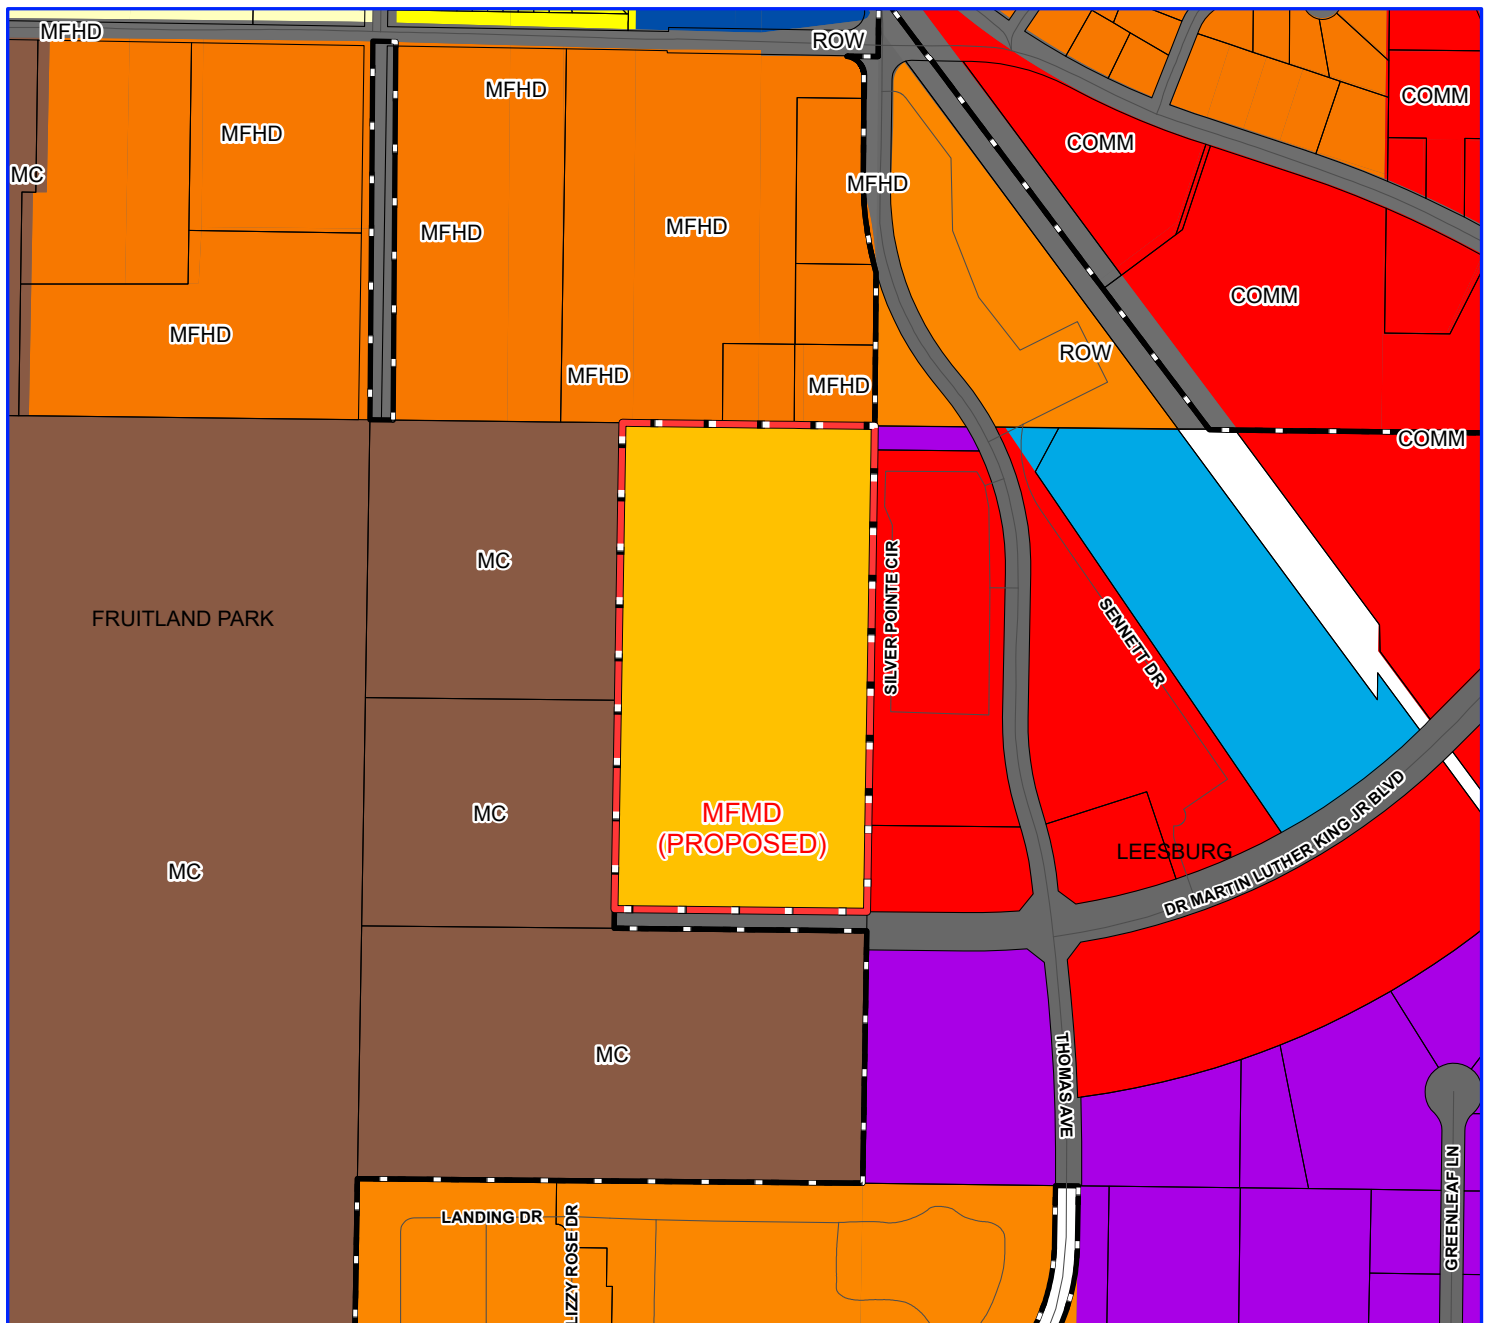 MFHD
ROW
MFHD
COMM
MFHD
COMM
MC
MFHD
MFHD
MFHD
COMM
MFHD
ROW
MFHD
MFHD
COMM
MC
SILVER POINTE CIR
FRUITLAND PARK
SENNETT DR
MC
MFMD
(PROPOSED)
LEESBURG
DR MARTIN LUTHER KING JR BLVD
MC
MC
THOMAS AVE
GREENLEAF LN
LANDING DR
LIZZY ROSE DR